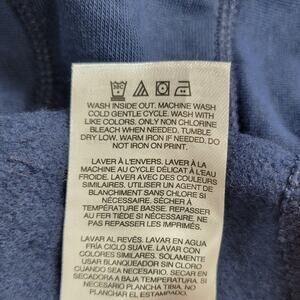 WASH INSIDE OUT. MACHINE WASH
COLD GENTLE CYCLE. WASH WITH
LIKE COLORS. ONLY NON CHLORINE
BLEACH WHEN NEEDED. TUMBLE
DRY LOW. WARM IRON IF NEEDED. DO
NOT IRON ON PRINT.
LAVER À L'ENVERS. LAVER À LA
MACHINE AU CYCLE DÉLICAT À L'EAU
FROIDE. LAVER AVEC DES COULEURS
SIMILAIRES. UTILISER UN AGENT DE
BLANCHIMENT SANS CHLORE SI
NÉCESSAIRE. SÉCHER À
TEMPÉRATURE BASSE. REPASSER
AU FER TIÈDE SI NÉCESSAIRE. NE
PAS REPASSER LES IMPRIMÉS.
LAVAR AL REVÉS. LAVAR EN AGUA
FRÍA CICLO SUAVE. LAVAR CON
COLORES SIMILARES. SOLAMENTE
USAR BLANQUEADOR SIN CLORO
CUANDO SEA NECESARIO. SECAR EN
SECADORA A BAJA TEMPERATURA.
PLANCHA TIBIA, NO
PLANCHAR EL ESTAMPADO.